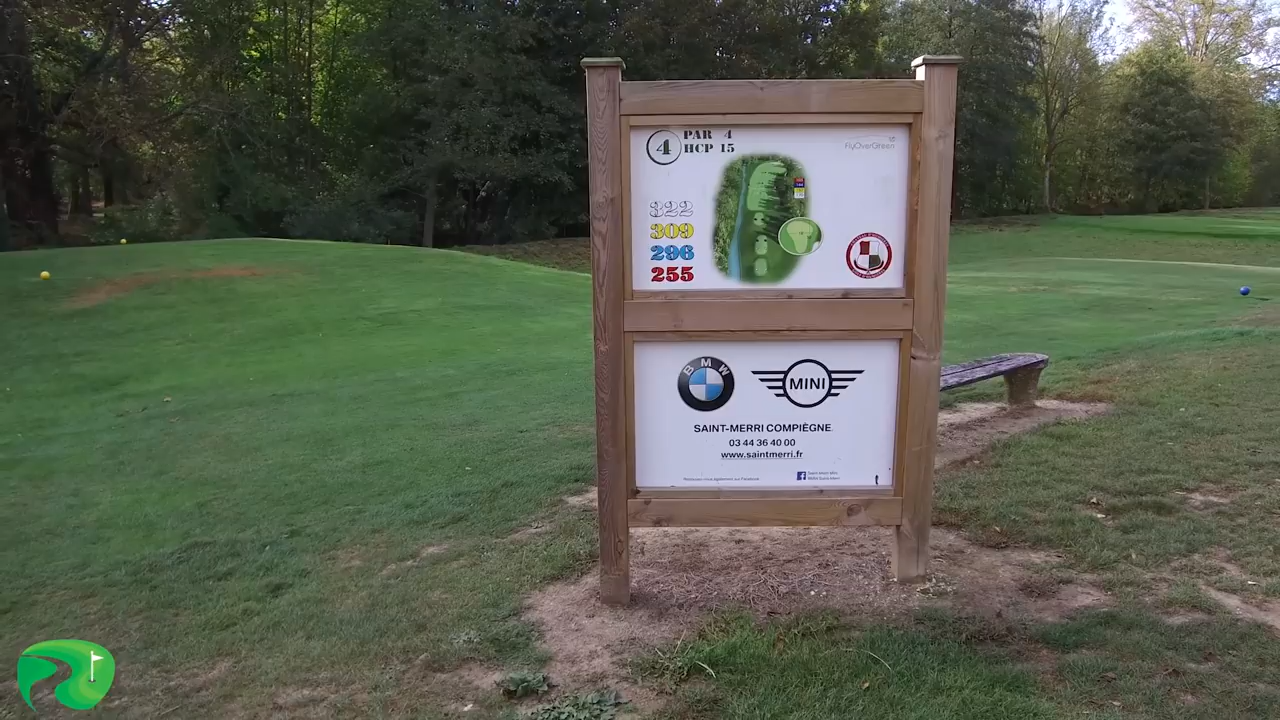 4
PAR 4
HCP 15
FlyOverGreen
322
309
296
255
BMW
MINI
SAINT-MERRI COMPIÈGNE
03 44 36 40 00
www.saintmerri.fr